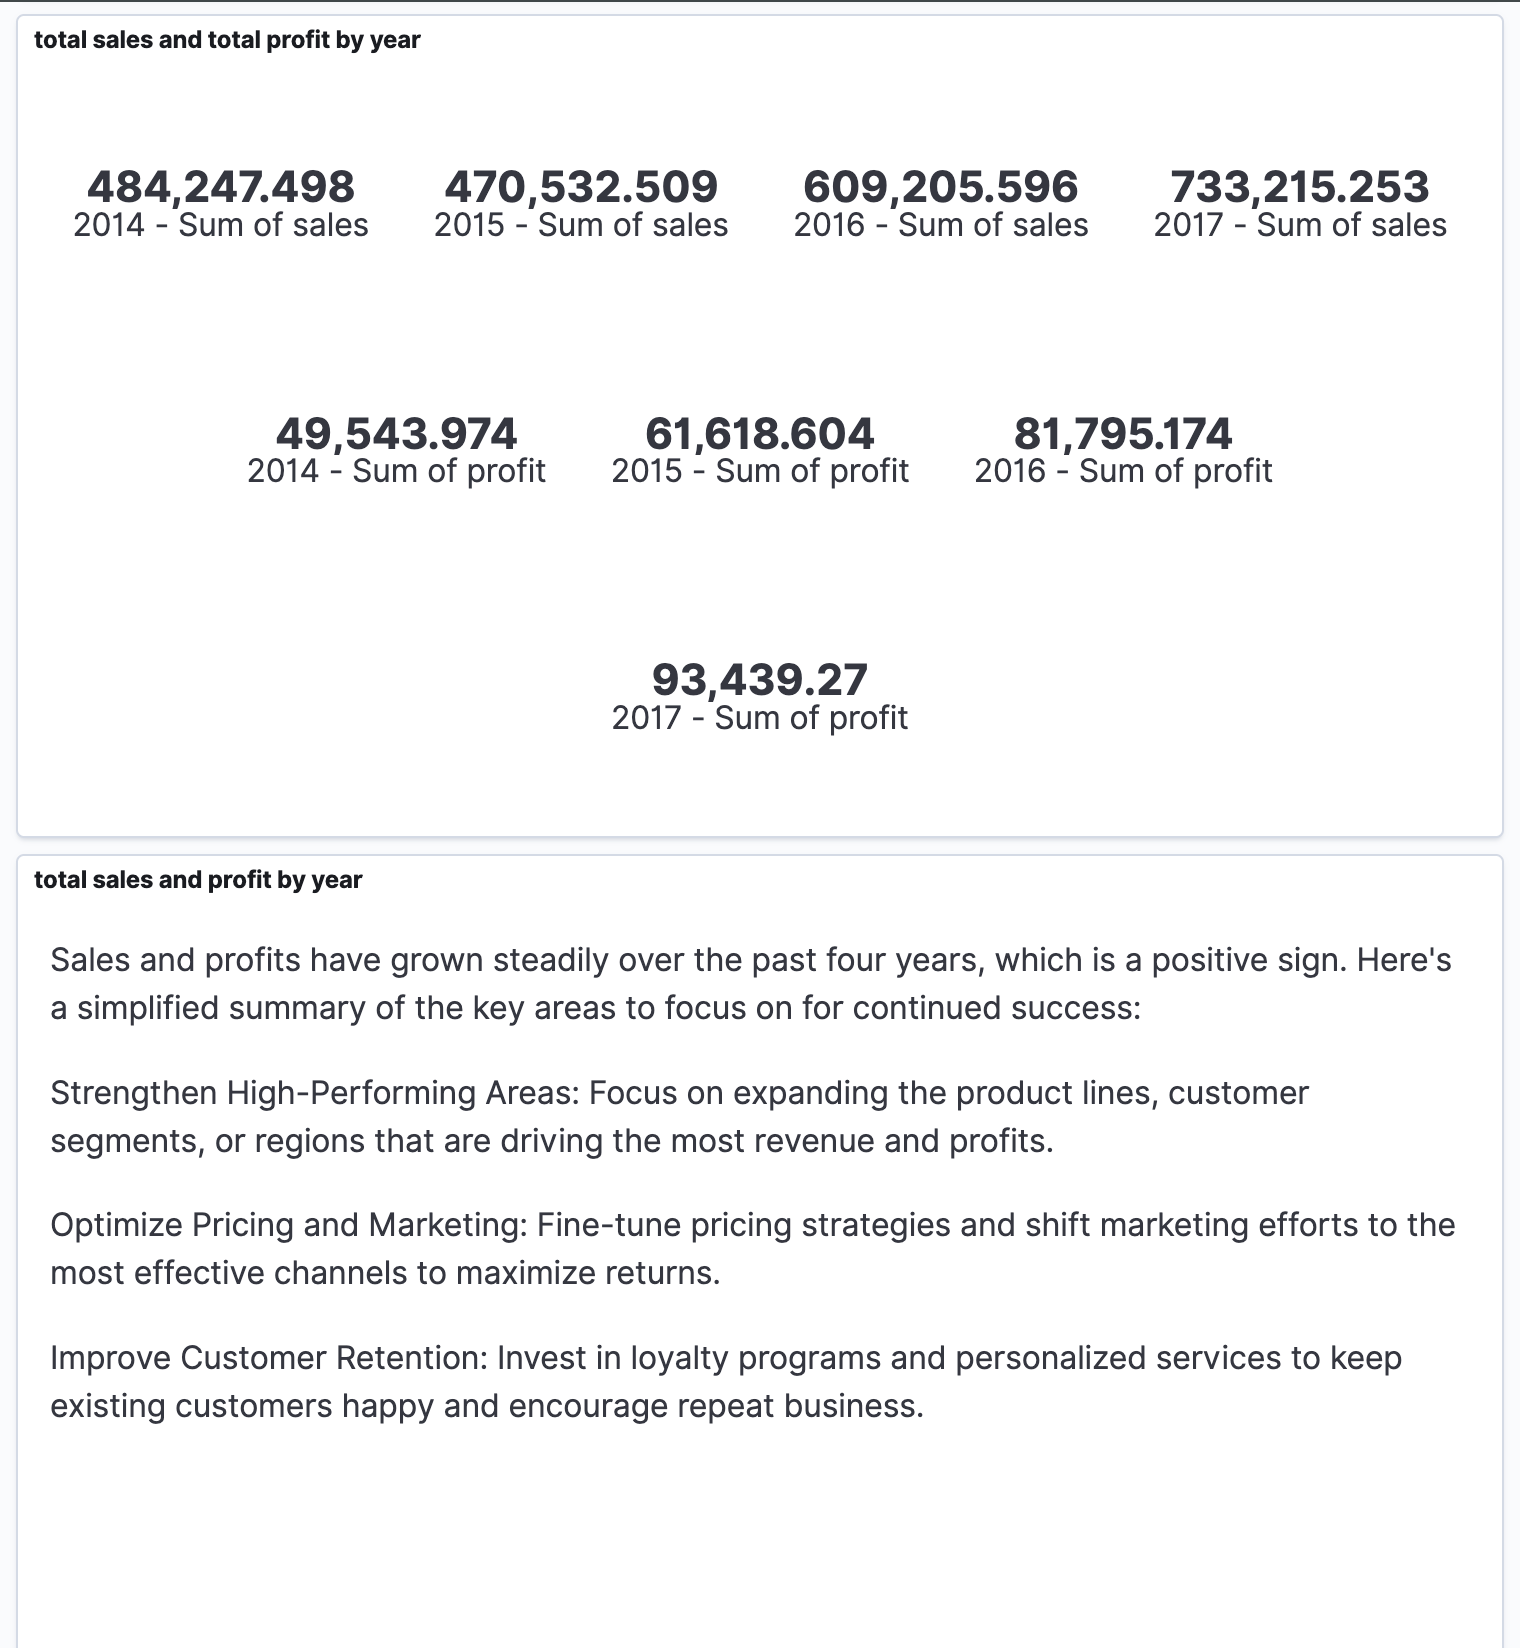 total sales and total profit by year
484,247.498
2014 - Sum of sales
470,532.509
2015 - Sum of sales
609,205.596
2016 - Sum of sales
733,215.253
2017 - Sum of sales
49,543.974
2014 - Sum of profit
61,618.604
2015 - Sum of profit
81,795.174
2016 - Sum of profit
93,439.27
2017 - Sum of profit
total sales and profit by year
Sales and profits have grown steadily over the past four years, which is a positive sign. Here's
a simplified summary of the key areas to focus on for continued success:
Strengthen High-Performing Areas: Focus on expanding the product lines, customer
segments, or regions that are driving the most revenue and profits.
Optimize Pricing and Marketing: Fine-tune pricing strategies and shift marketing efforts to the
most effective channels to maximize returns.
Improve Customer Retention: Invest in loyalty programs and personalized services to keep
existing customers happy and encourage repeat business.